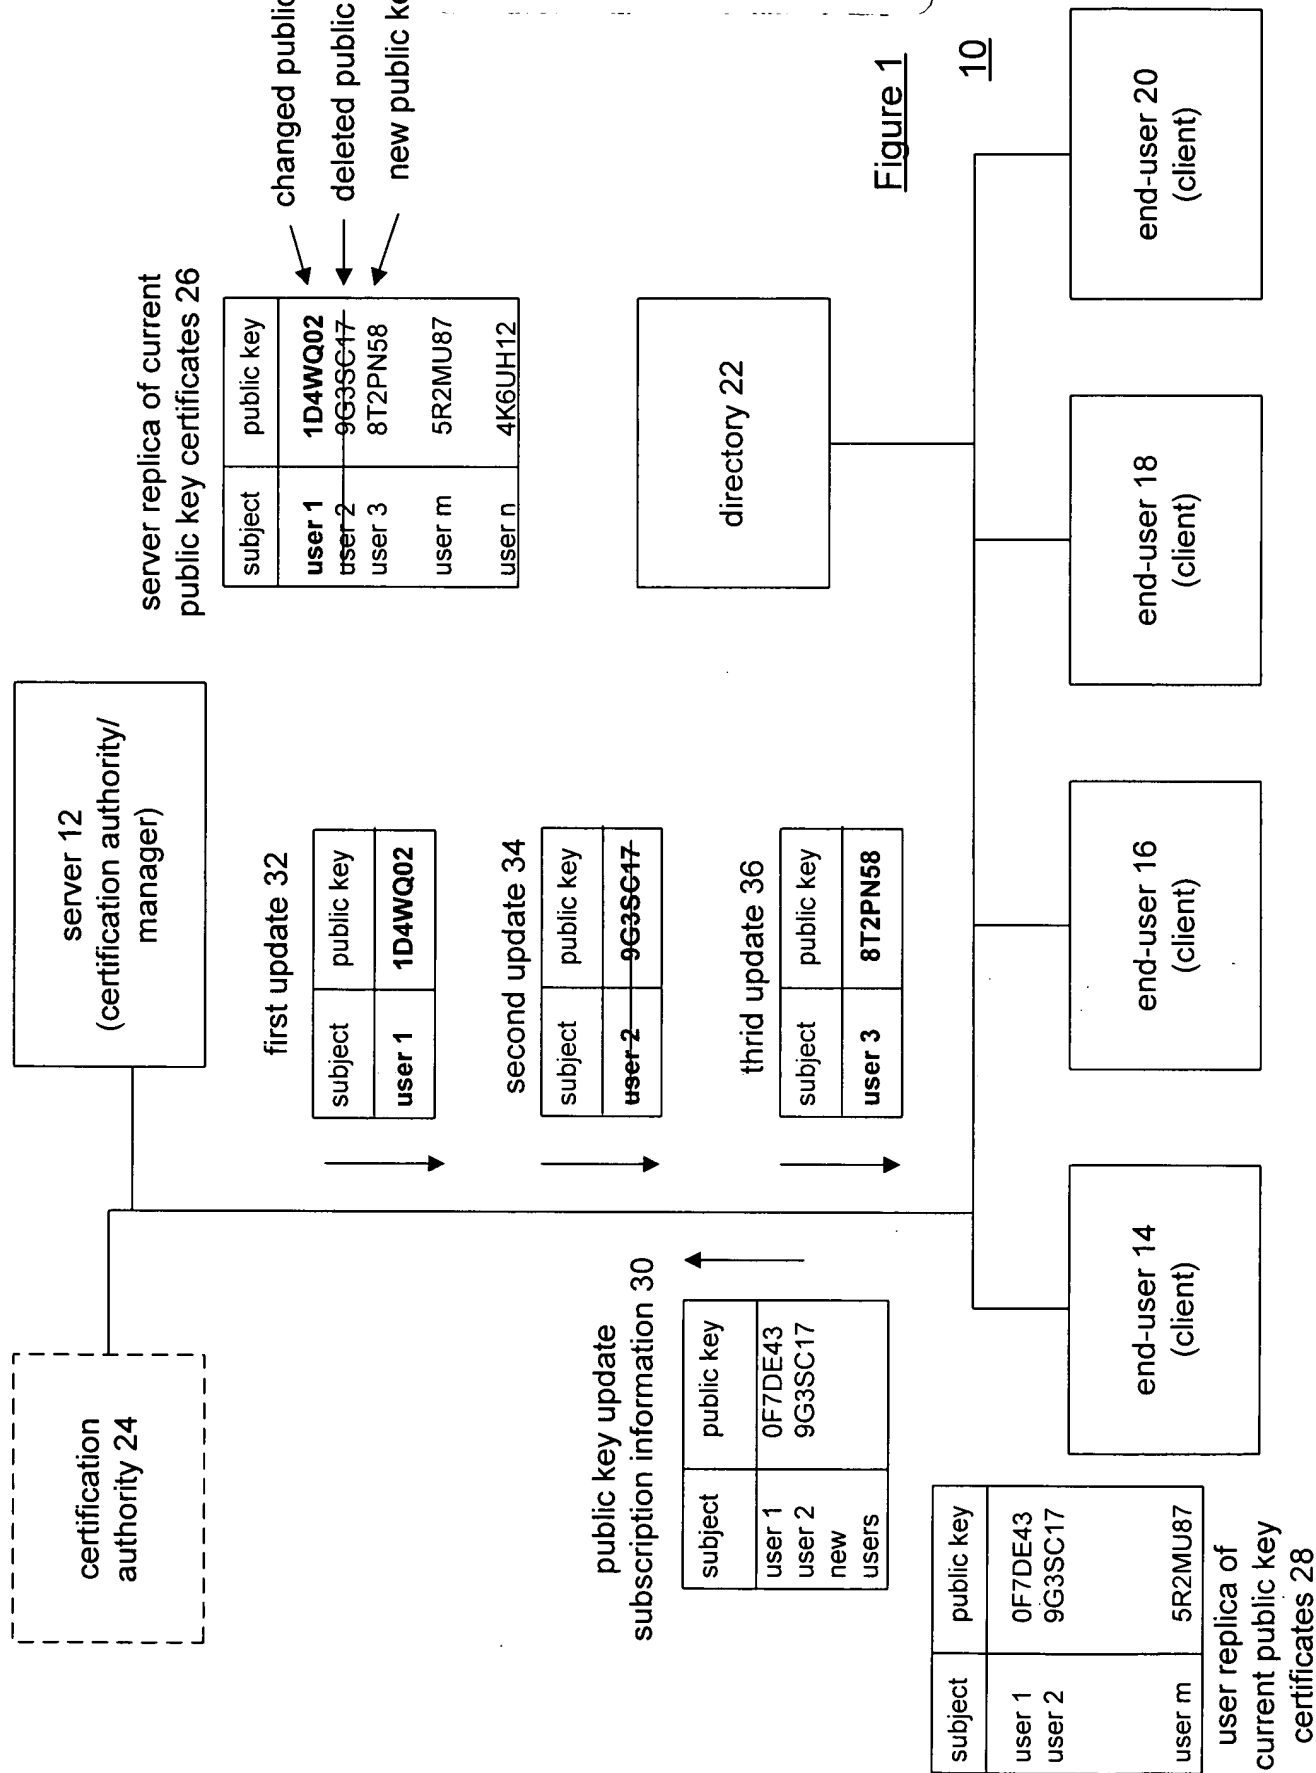 certification
authority 24
server 12
(certification authority/
manager)
server replica of current
public key certificates 26
subject public key
user 1 1D4WQ02
user 2 9G3SC17
user 3 8T2PN58
user m 5R2MU87
user n 4K6UH12
changed public
deleted public
new public
first update 32
subject public key
user 1 1D4WQ02
second update 34
subject public key
user 2 9G3SC17
thrid update 36
subject public key
user 3 8T2PN58
public key update
subscription information 30
subject public key
user 1 0F7DE43
user 2 9G3SC17
new
users
directory 22
Figure 1
10
subject public key
user 1 0F7DE43
user 2 9G3SC17
user m 5R2MU87
user replica of
current public key
certificates 28
end-user 14
(client)
end-user 16
(client)
end-user 18
(client)
end-user 20
(client)